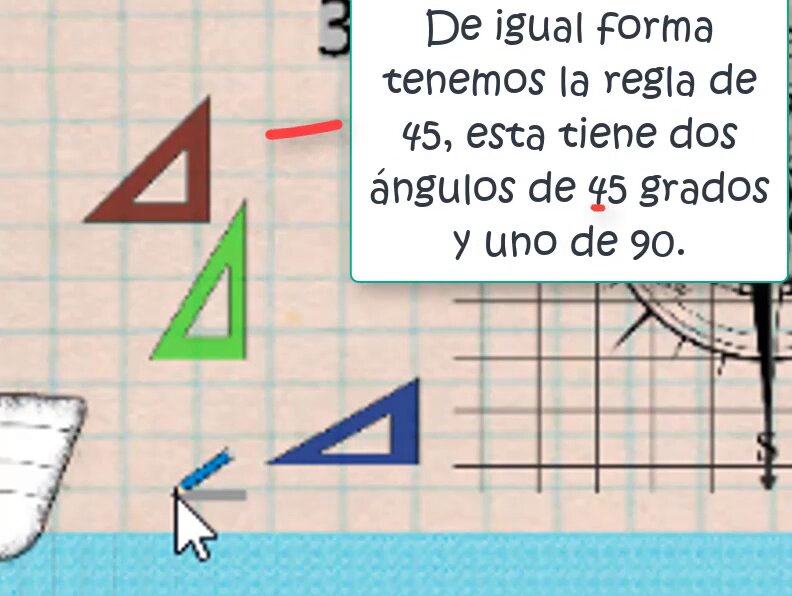 3
De igual forma
tenemos la regla de
45, esta tiene dos
ángulos de 45 grados
y uno de 90.
S